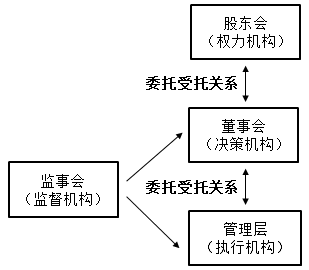 股东会
（权力机构）
委托受托关系
董事会
（决策机构）
监事会
（监督机构）
委托受托关系
管理层
（执行机构）